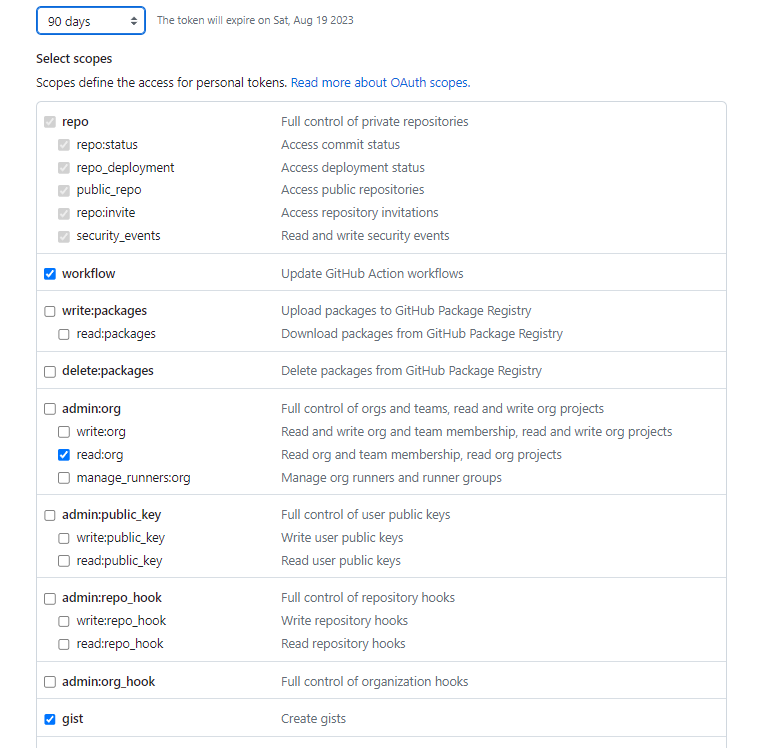 90 days The token will expire on Sat, Aug 19 2023
Select scopes
Scopes define the access for personal tokens. Read more about OAuth scopes.
repo Full control of private repositories
repo:status Access commit status
repo_deployment Access deployment status
public_repo Access public repositories
repo:invite Access repository invitations
security_events Read and write security events
workflow Update GitHub Action workflows
write:packages Upload packages to GitHub Package Registry
read:packages Download packages from GitHub Package Registry
delete:packages Delete packages from GitHub Package Registry
admin:org Full control of orgs and teams, read and write org projects
write:org Read and write org and team membership, read and write org projects
read:org Read org and team membership, read org projects
manage_runners:org Manage org runners and runner groups
admin:public_key Full control of user public keys
write:public_key Write user public keys
read:public_key Read user public keys
admin:repo_hook Full control of repository hooks
write:repo_hook Write repository hooks
read:repo_hook Read repository hooks
admin:org_hook Full control of organization hooks
gist Create gists